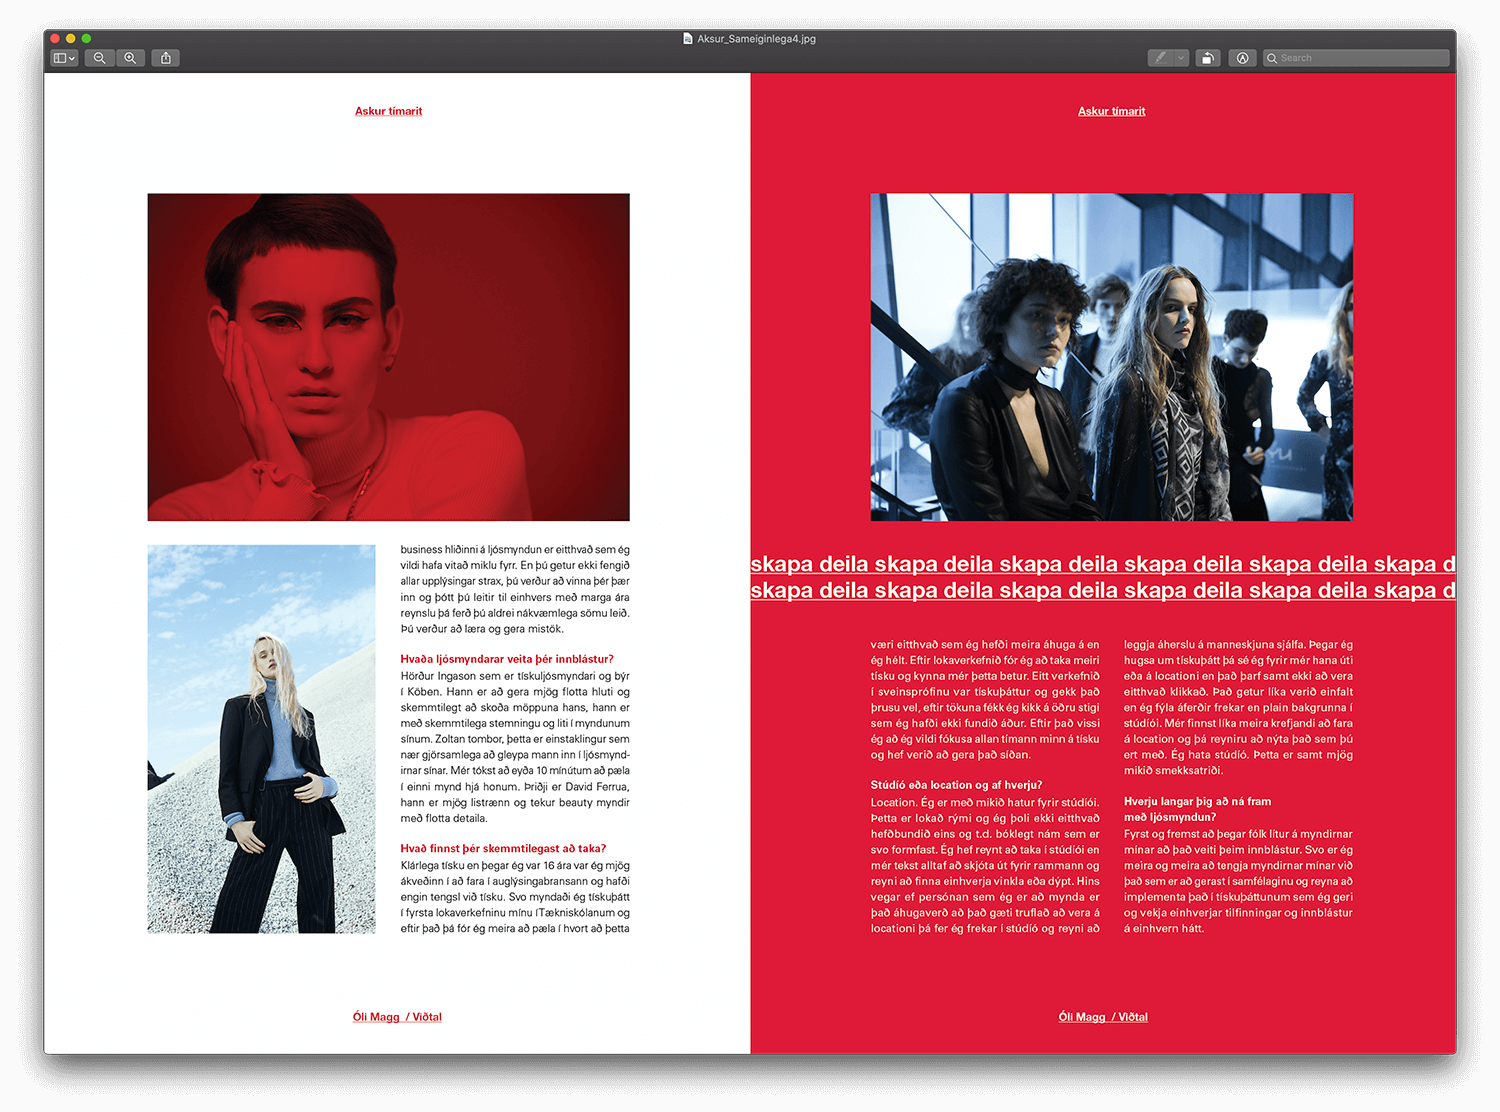 Aksur_Sameiginlega4.jpg
Search
Askur tímarit
business hliðinni á ljósmyndun er eitthvað sem ég
vildi hafa vitað miklu fyrr. En þú getur ekki fengið
allar upplýsingar strax, þú verður að vinna þér þær
inn og þótt þú leitir til einhvers með marga ára
reynslu þá ferð þú aldrei nákvæmlega sömu leið.
Þú verður að læra og gera mistök.
Hvaða ljósmyndarar veita þér innblástur?
Hörður Ingason sem er tískuljósmyndari og býr
í Köben. Hann er að gera mjög flotta hluti og
skemmtilegt að skoða möppuna hans, hann er
með skemmtilega stemningu og liti í myndunum
sínum. Zoltan tombor, þetta er einstaklingur sem
nær gjörsamlega að gleypa mann inn í ljósmynd-
irnar sínar. Mér tókst að eyða 10 mínútum að pæla
í einni mynd hjá honum. Þriðji er David Ferrua,
hann er mjög listrænn og tekur beauty myndir
með flotta detaila.
Hvað finnst þér skemmtilegast að taka?
Klárlega tísku en þegar ég var 16 ára var ég mjög
ákveðinn í að fara í auglýsingabransann og hafði
engin tengsl við tísku. Svo myndaði ég tískuþátt
í fyrsta lokaverkefninu mínu íTækniskólanum og
eftir það þá fór ég meira að pæla í hvort að þetta
Óli Magg / Viðtal
Askur tímarit
skapa deila skapa deila skapa deila skapa deila skapa deila skapa d
skapa deila skapa deila skapa deila skapa deila skapa deila skapa d
væri eitthvað sem ég hefði meira áhuga á en
ég hélt. Eftir lokaverkefnið fór ég að taka meiri
tísku og kynna mér þetta betur. Eitt verkefnið
í sveinsprófinu var tískuþáttur og gekk það
þrusu vel, eftir tökuna fékk ég kikk á öðru stigi
sem ég hafði ekki fundið áður. Eftir það vissi
ég að ég vildi fókusa allan tímann minn á tísku
og hef verið að gera það síðan.
Stúdíó eða location og af hverju?
Location. Ég er með mikið hatur fyrir stúdíói.
Þetta er lokað rými og ég þoli ekki eitthvað
hefðbundið eins og t.d. bóklegt nám sem er
svo formfast. Ég hef reynt að taka í stúdíói en
mér tekst alltaf að skjóta út fyrir rammann og
reyni að finna einhverja vinkla eða dýpt. Hins
vegar ef persónan sem ég er að mynda er
það áhugaverð að það gæti truflað að vera á
locationi þá fer ég frekar í stúdíó og reyni að
leggja áherslu á manneskjuna sjálfa. Þegar ég
hugsa um tískuþátt þá sé ég fyrir mér hana úti
eða á locationi en það þarf samt ekki að vera
eitthvað klikkað. Það getur líka verið einfalt
en ég fýla áferðir frekar en plain bakgrunna í
stúdíói. Mér finnst líka meira krefjandi að fara
á location og þá reyniru að nýta það sem þú
ert með. Ég hata stúdíó. Þetta er samt mjög
mikið smekksatriði.
Hverju langar þig að ná fram
með ljósmyndun?
Fyrst og fremst að þegar fólk lítur á myndirnar
mínar að það veiti þeim innblástur. Svo er ég
meira og meira að tengja myndirnar mínar við
það sem er að gerast í samfélaginu og reyna að
implementa það í tískuþáttunum sem ég geri
og vekja einhverjar tilfinningar og innblástur
á einhvern hátt.
Óli Magg / Viðtal